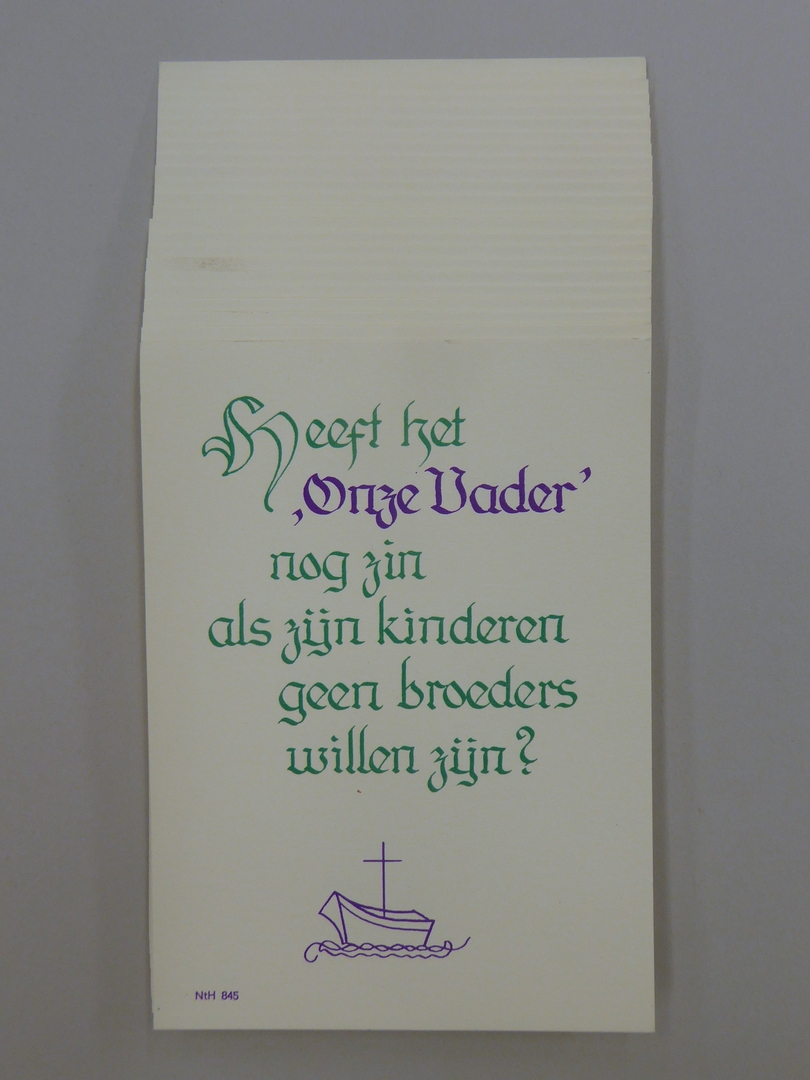 Heeft het
‚Onze Vader’
nog zin
als zijn kinderen
geen broeders
willen zijn?
NtH 845